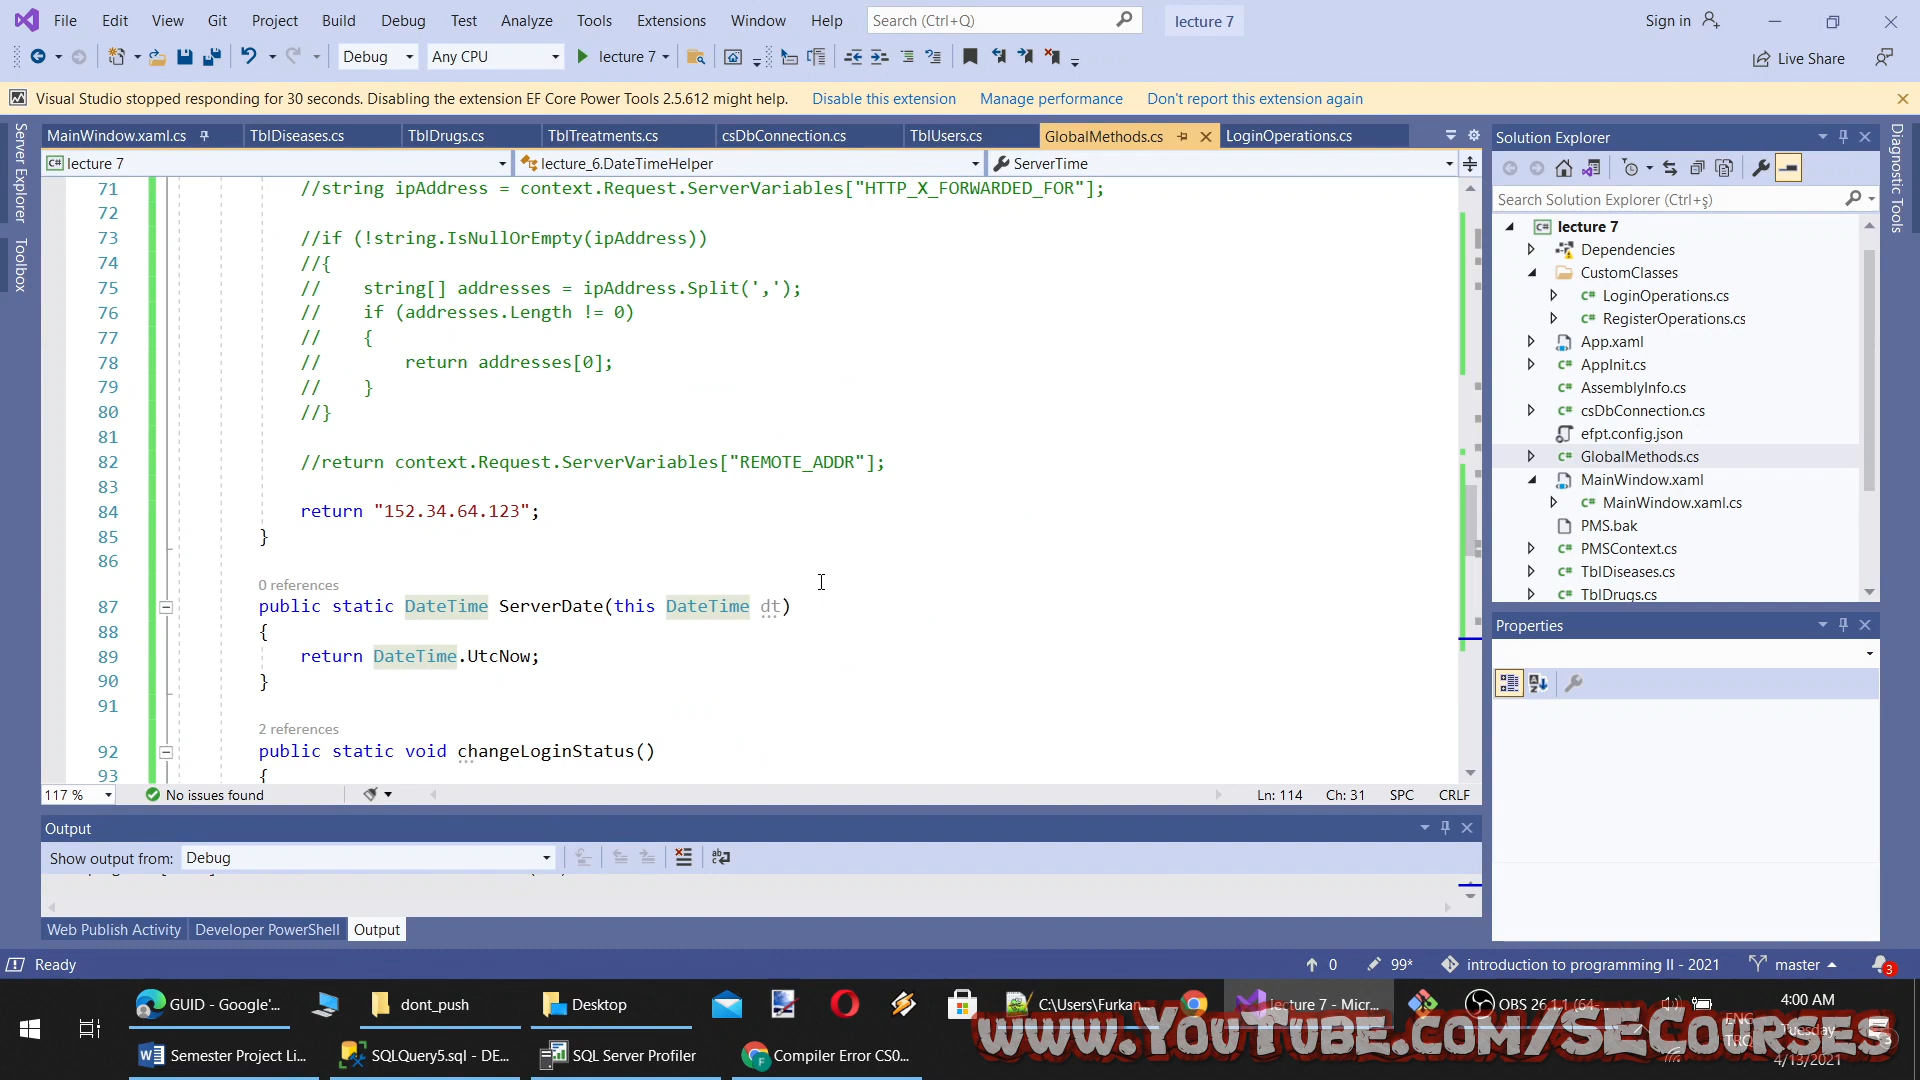 File Edit View Git Project Build Debug Test Analyze Tools Extensions Window Help Search (Ctrl+Q) lecture 7 Sign in
Debug Any CPU lecture 7 Live Share
Visual Studio stopped responding for 30 seconds. Disabling the extension EF Core Power Tools 2.5.612 might help. Disable this extension Manage performance Don't report this extension again
Server Explorer
Toolbox
MainWindow.xaml.cs TblDiseases.cs TblDrugs.cs TblTreatments.cs csDbConnection.cs TblUsers.cs GlobalMethods.cs LoginOperations.cs
lecture 7 lecture_6.DateTimeHelper ServerTime
71 //string ipAddress = context.Request.ServerVariables["HTTP_X_FORWARDED_FOR"];
72
73 //if (!string.IsNullOrEmpty(ipAddress))
74 //{
75 // string[] addresses = ipAddress.Split(',');
76 // if (addresses.Length != 0)
77 // {
78 // return addresses[0];
79 // }
80 //}
81
82 //return context.Request.ServerVariables["REMOTE_ADDR"];
83
84 return "152.34.64.123";
85 }
86
0 references
87 public static DateTime ServerDate(this DateTime dt)
88 {
89 return DateTime.UtcNow;
90 }
91
2 references
92 public static void changeLoginStatus()
93 {
117 % No issues found Ln: 114 Ch: 31 SPC CRLF
Output
Show output from: Debug
Web Publish Activity Developer PowerShell Output
Solution Explorer
Search Solution Explorer (Ctrl+ş)
lecture 7
Dependencies
CustomClasses
LoginOperations.cs
RegisterOperations.cs
App.xaml
AppInit.cs
AssemblyInfo.cs
csDbConnection.cs
efpt.config.json
GlobalMethods.cs
MainWindow.xaml
MainWindow.xaml.cs
PMS.bak
PMSContext.cs
TblDiseases.cs
TblDrugs.cs
Properties
Diagnostic Tools
Ready 0 99* introduction to programming II - 2021 master 3
GUID - Google'... dont_push Desktop C:\Users\Furkan... lecture 7 - Micr... OBS 26.1.1 (64-... 4:00 AM
Semester Project Li... SQLQuery5.sql - DE... SQL Server Profiler Compiler Error CS0... ENG Tuesday
TRQ 4/13/2021
www.YouTube.com/SECourses